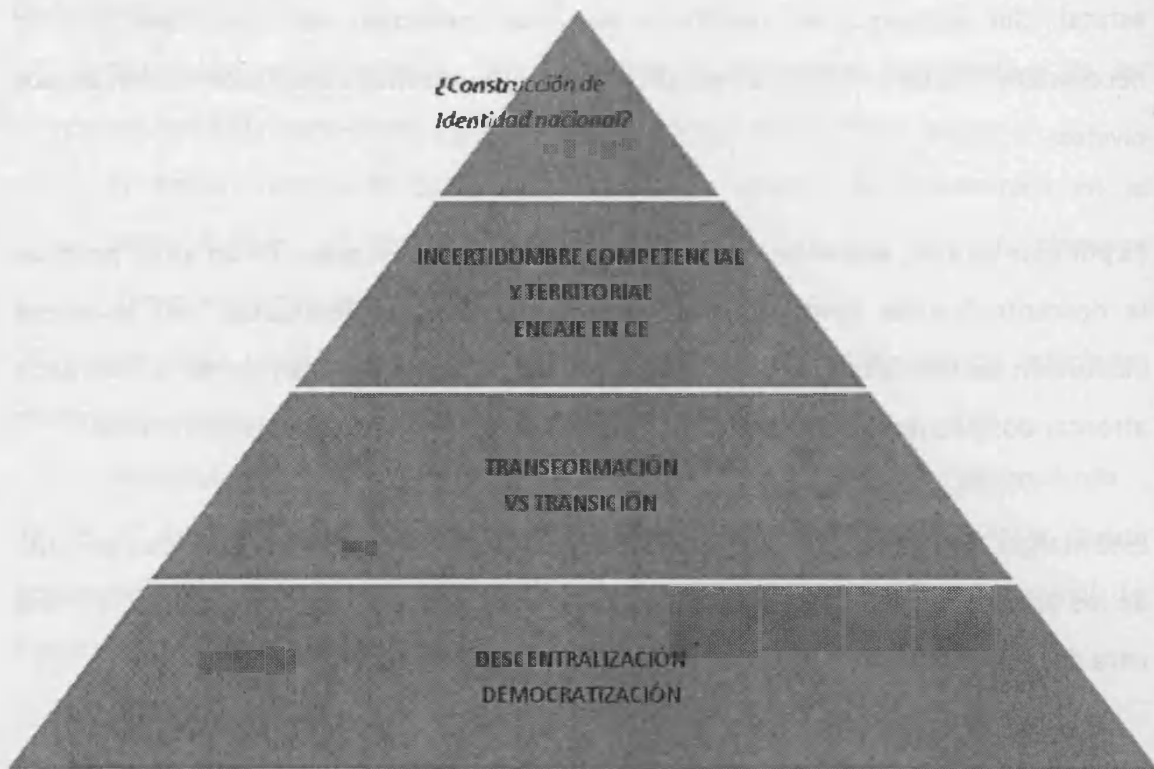 ¿Construcción de
Identidad nacional?
INCERTIDUMBRE COMPETENCIAL
Y TERRITORIAL
ENCAJE EN CE
TRANSFORMACIÓN
VS TRANSICIÓN
DESCENTRALIZACIÓN
DEMOCRATIZACIÓN